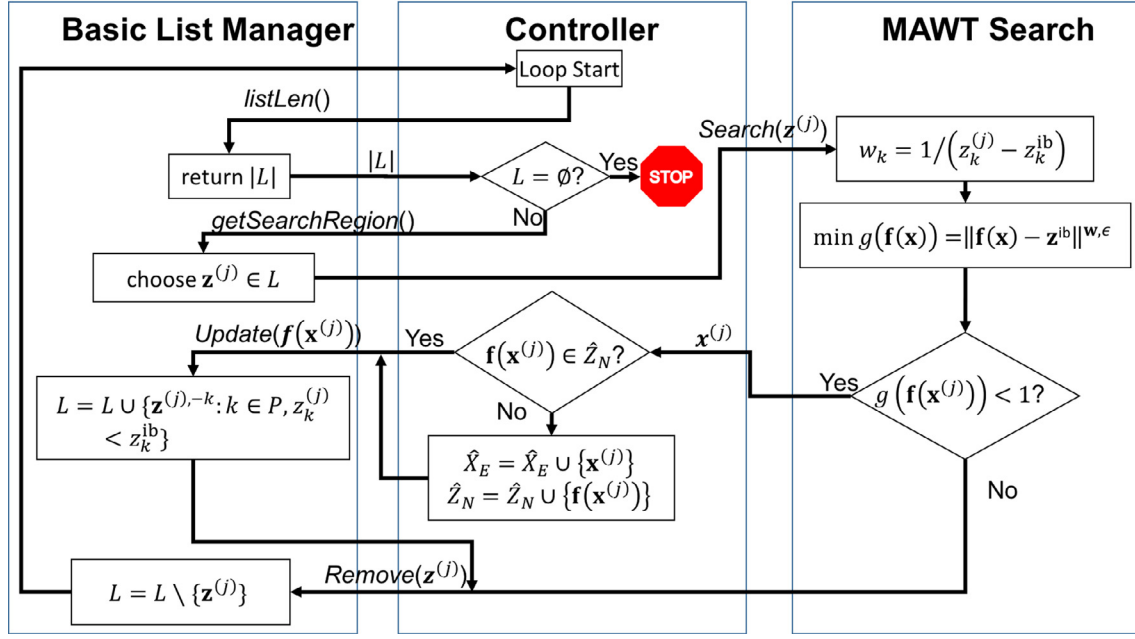 Basic List Manager
Controller
MAWT Search
Loop Start
listLen()
return |L|
|L|
L = ∅?
Yes
STOP
No
getSearchRegion()
choose 𝐳^(j) ∈ L
Search(𝒛^(j))
w_k = 1/(z_k^(j) − z_k^ib)
min g(𝐟(𝐱)) =‖𝐟(𝐱) − 𝐳^ib‖^𝐰,ϵ
g (𝐟(𝐱^(j))) < 1?
Yes
No
𝒙^(j)
𝐟(𝐱^(j)) ∈ Ẑ_N?
Yes
No
X̂_E = X̂_E ∪ {𝐱^(j)}
Ẑ_N = Ẑ_N ∪ {𝐟(𝐱^(j))}
Update(𝒇(𝐱^(j)))
L = L ∪ {𝐳^(j),−k: k ∈ P, z_k^(j)
< z_k^ib}
Remove(𝒛^(j))
L = L \ {𝐳^(j)}